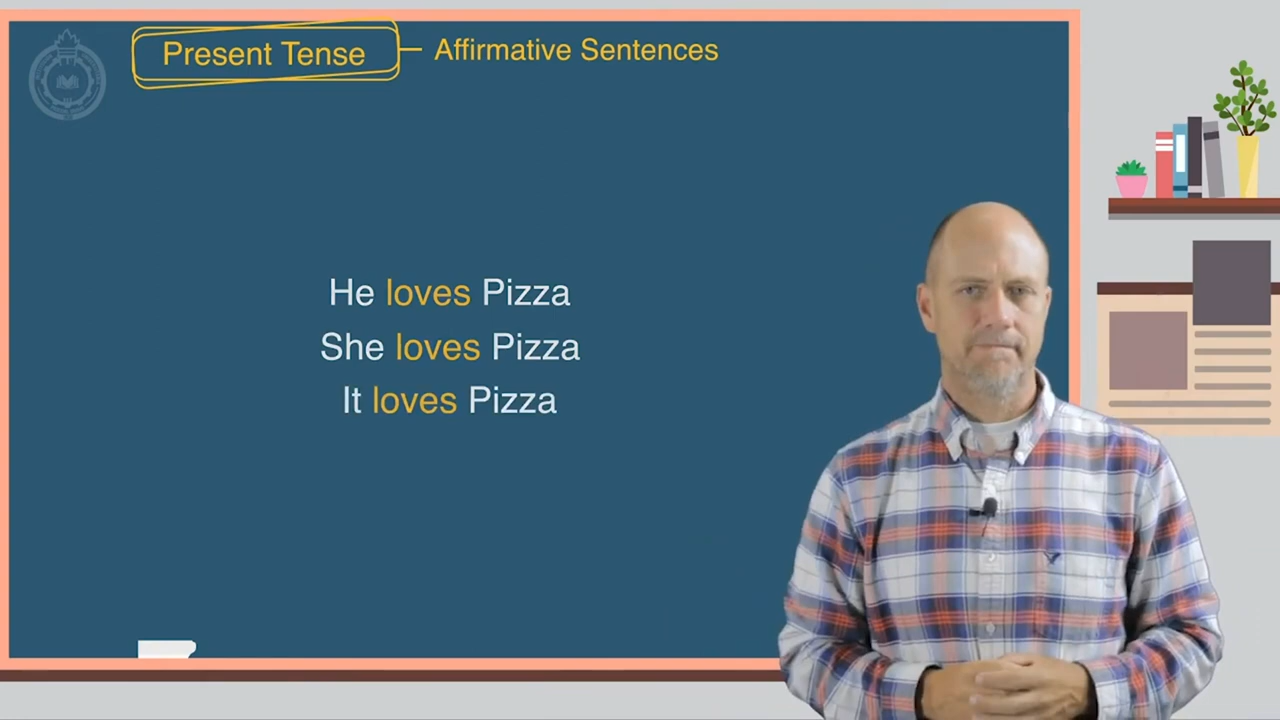 Present Tense — Affirmative Sentences
He loves Pizza
She loves Pizza
It loves Pizza